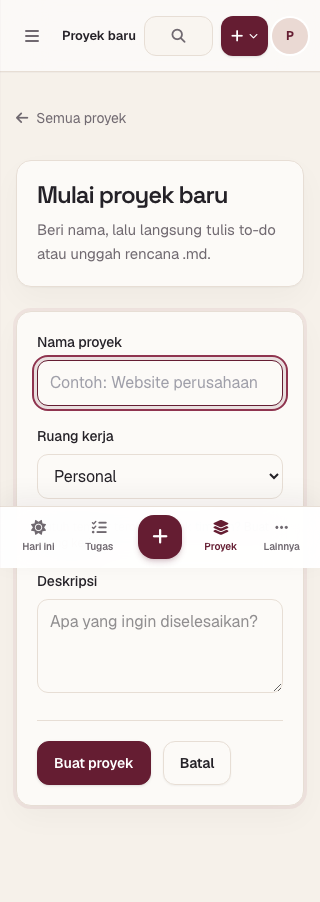 Proyek baru
P
Semua proyek
Mulai proyek baru
Beri nama, lalu langsung tulis to-do
atau unggah rencana .md.
Nama proyek
Contoh: Website perusahaan
Ruang kerja
Personal
Hari ini
Tugas
Proyek
Lainnya
Deskripsi
Apa yang ingin diselesaikan?
Buat proyek
Batal